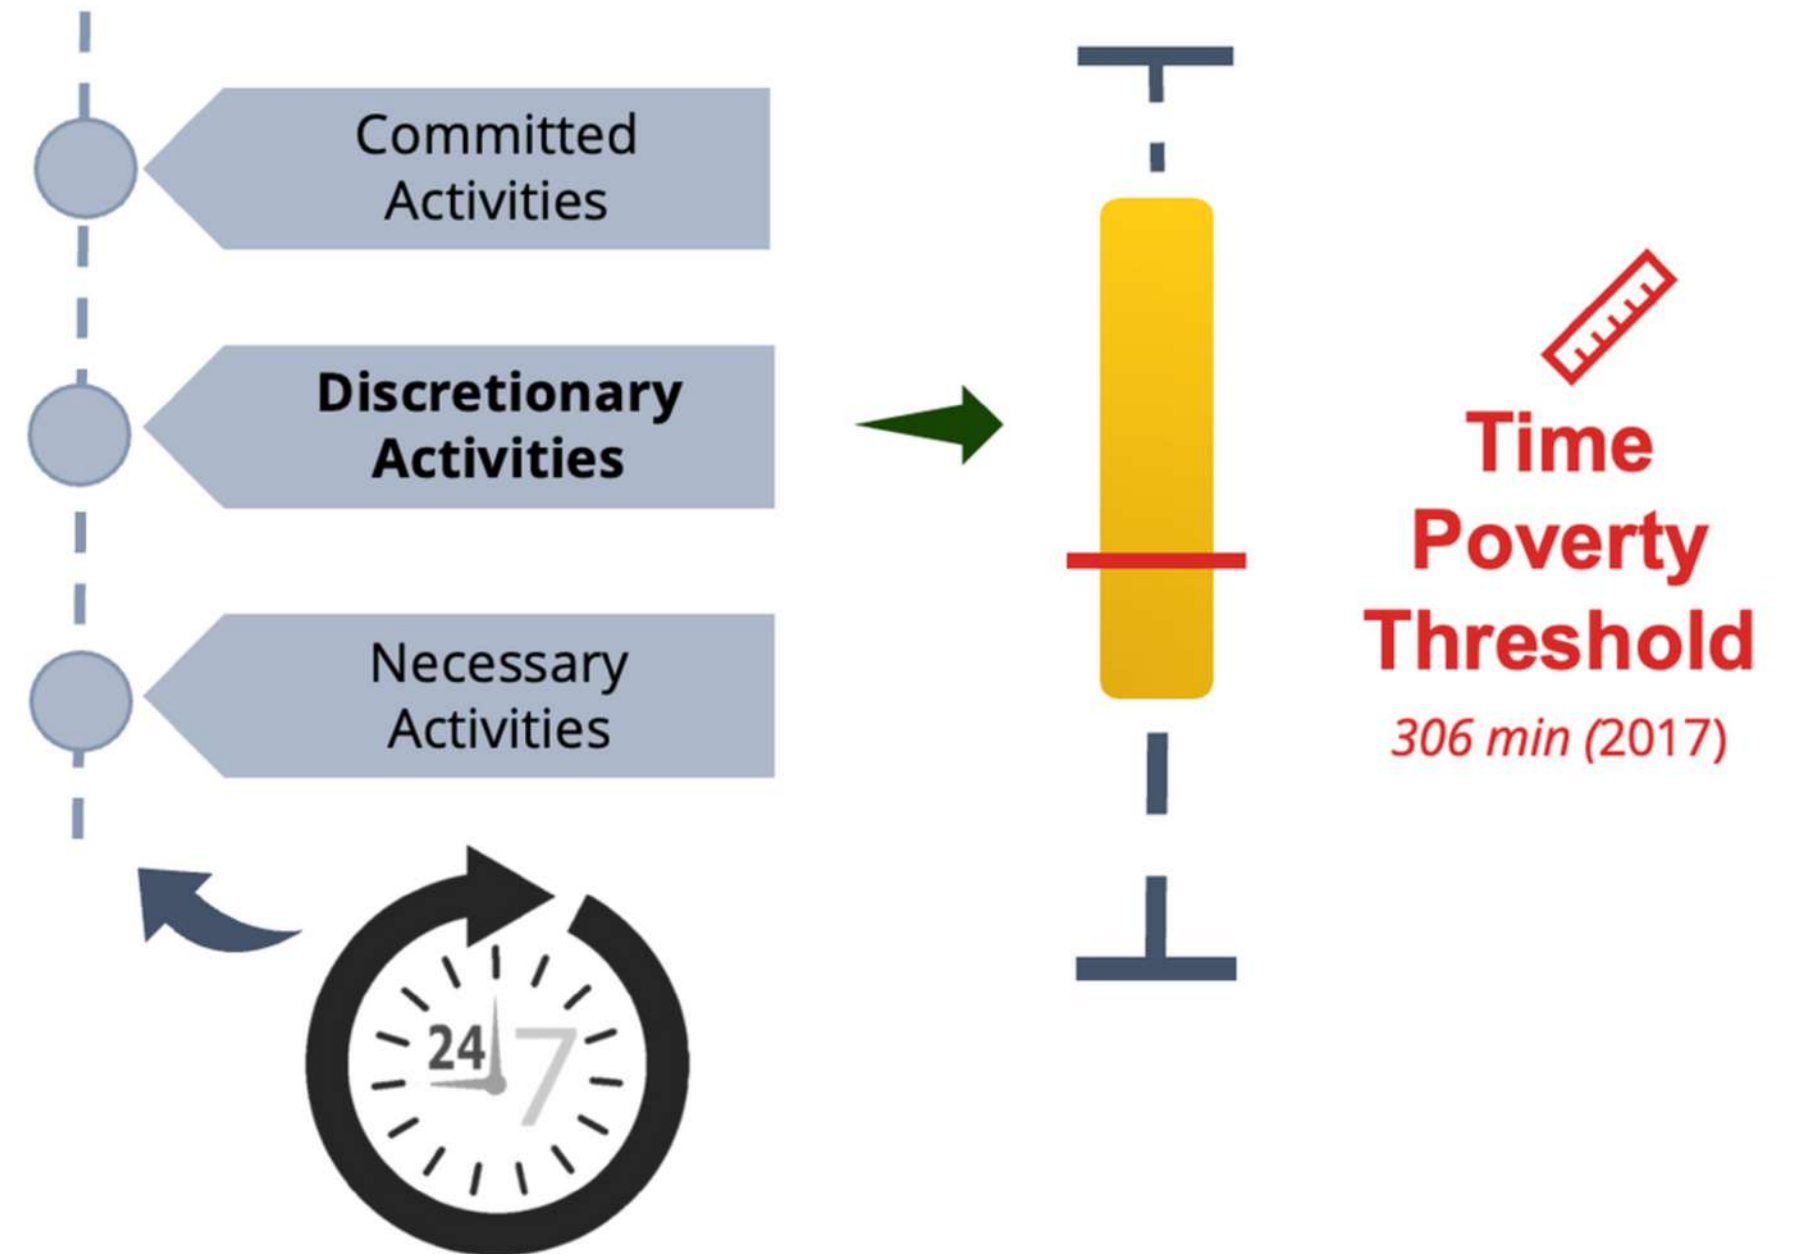 Committed
Activities
Discretionary
Activities
Necessary
Activities
24
7
Time
Poverty
Threshold
306 min (2017)